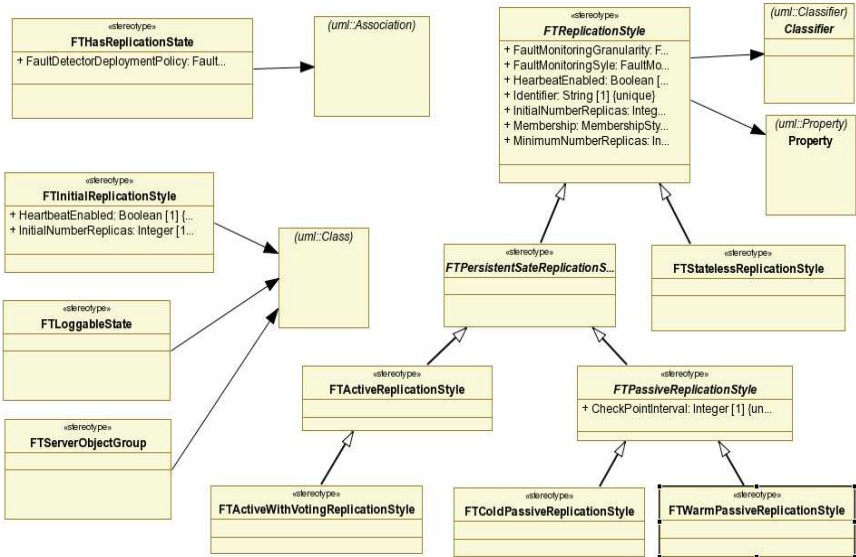 «stereotype»
FTHasReplicationState
+ FaultDetectorDeploymentPolicy: Fault...
(uml::Association)
«stereotype»
FTReplicationStyle
+ FaultMonitoringGranularity: F...
+ FaultMonitoringSyle: FaultMo...
+ HearbeatEnabled: Boolean [...
+ Identifier: String [1] {unique}
+ InitialNumberReplicas: Integ...
+ Membership: MembershipSty...
+ MinimumNumberReplicas: In...
(uml::Classifier)
Classifier
(uml::Property)
Property
«stereotype»
FTInitialReplicationStyle
+ HeartbeatEnabled: Boolean [1] {...
+ InitialNumberReplicas: Integer [1...
(uml::Class)
«stereotype»
FTPersistentSateReplicationS...
«stereotype»
FTStatelessReplicationStyle
«stereotype»
FTLoggableState
«stereotype»
FTActiveReplicationStyle
«stereotype»
FTPassiveReplicationStyle
+ CheckPointInterval: Integer [1] {un...
«stereotype»
FTServerObjectGroup
«stereotype»
FTActiveWithVotingReplicationStyle
«stereotype»
FTColdPassiveReplicationStyle
«stereotype»
FTWarmPassiveReplicationStyle